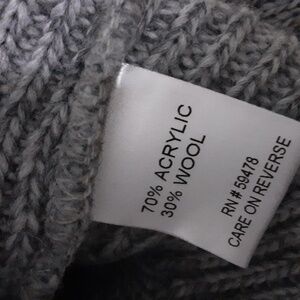 70% ACRYLIC
30% WOOL
RN # 59478
CARE ON REVERSE